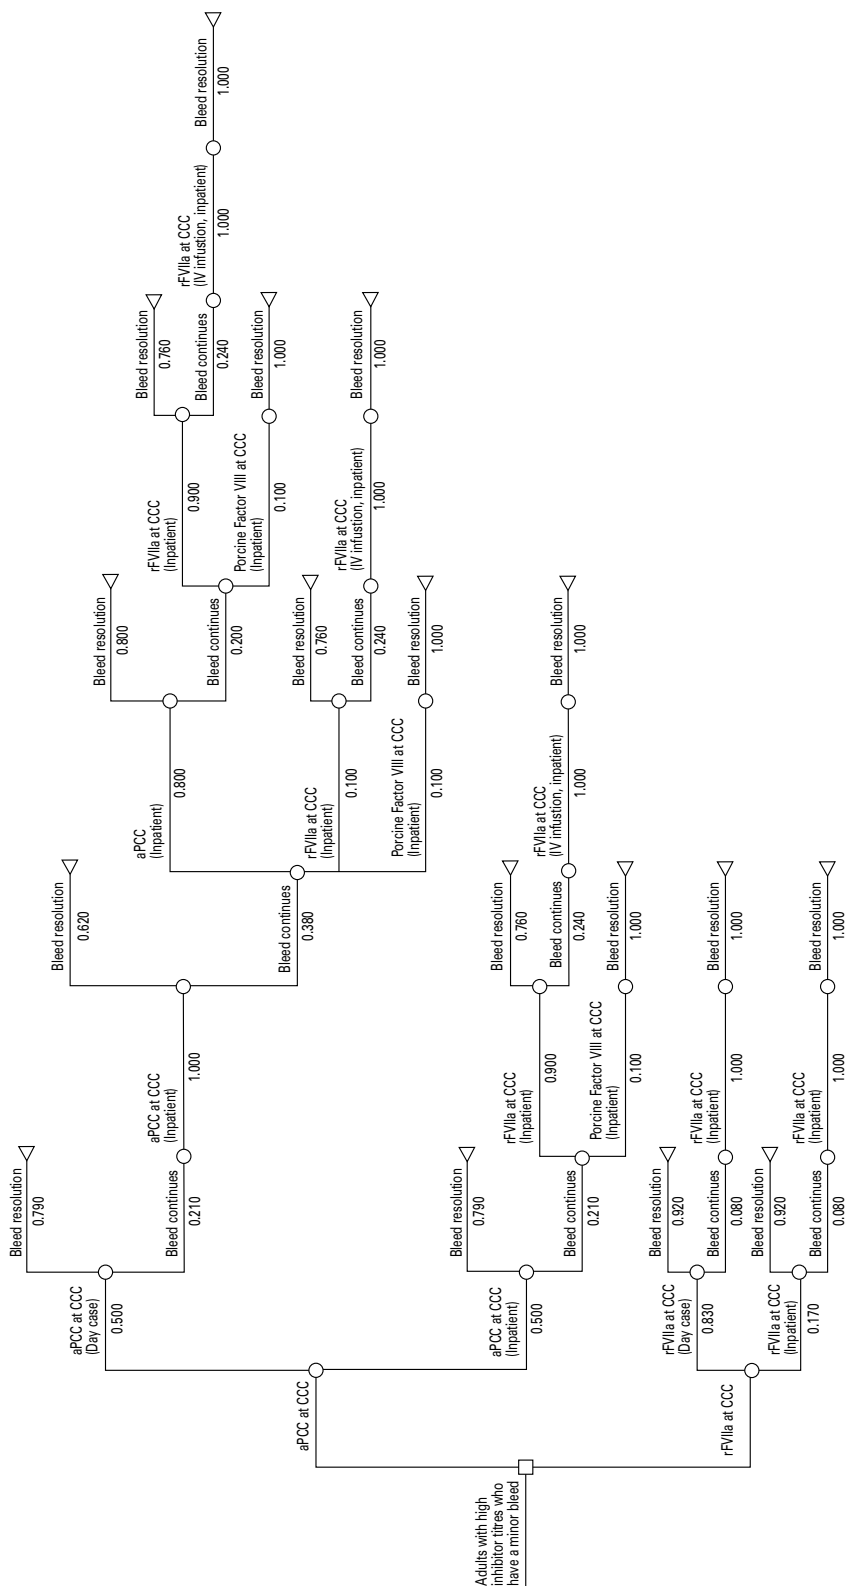 Adults with high
inhibitor titres who
have a minor bleed
aPCC at CCC
aPCC at CCC
(Day case)
0.500
Bleed resolution
0.790
Bleed continues
0.210
aPCC at CCC
(Inpatient)
1.000
Bleed resolution
0.620
Bleed continues
0.380
aPCC
(Inpatient)
0.800
Bleed resolution
0.800
Bleed continues
0.200
rFVIIa at CCC
(Inpatient)
0.900
Bleed resolution
0.760
Bleed continues
0.240
rFVIIa at CCC
(IV infustion, inpatient)
1.000
Bleed resolution
1.000
Porcine Factor VIII at CCC
(Inpatient)
0.100
Bleed resolution
1.000
rFVIIa at CCC
(Inpatient)
0.100
Bleed resolution
0.760
Bleed continues
0.240
rFVIIa at CCC
(IV infustion, inpatient)
1.000
Bleed resolution
1.000
Porcine Factor VIII at CCC
(Inpatient)
0.100
Bleed resolution
1.000
aPCC at CCC
(Inpatient)
0.500
Bleed resolution
0.790
Bleed continues
0.210
rFVIIa at CCC
(Inpatient)
0.900
Bleed resolution
0.760
Bleed continues
0.240
rFVIIa at CCC
(IV infustion, inpatient)
1.000
Bleed resolution
1.000
Porcine Factor VIII at CCC
(Inpatient)
0.100
Bleed resolution
1.000
rFVIIa at CCC
rFVIIa at CCC
(Day case)
0.830
Bleed resolution
0.920
Bleed continues
0.080
rFVIIa at CCC
(Inpatient)
1.000
Bleed resolution
1.000
rFVIIa at CCC
(Inpatient)
0.170
Bleed resolution
0.920
Bleed continues
0.080
rFVIIa at CCC
(Inpatient)
1.000
Bleed resolution
1.000